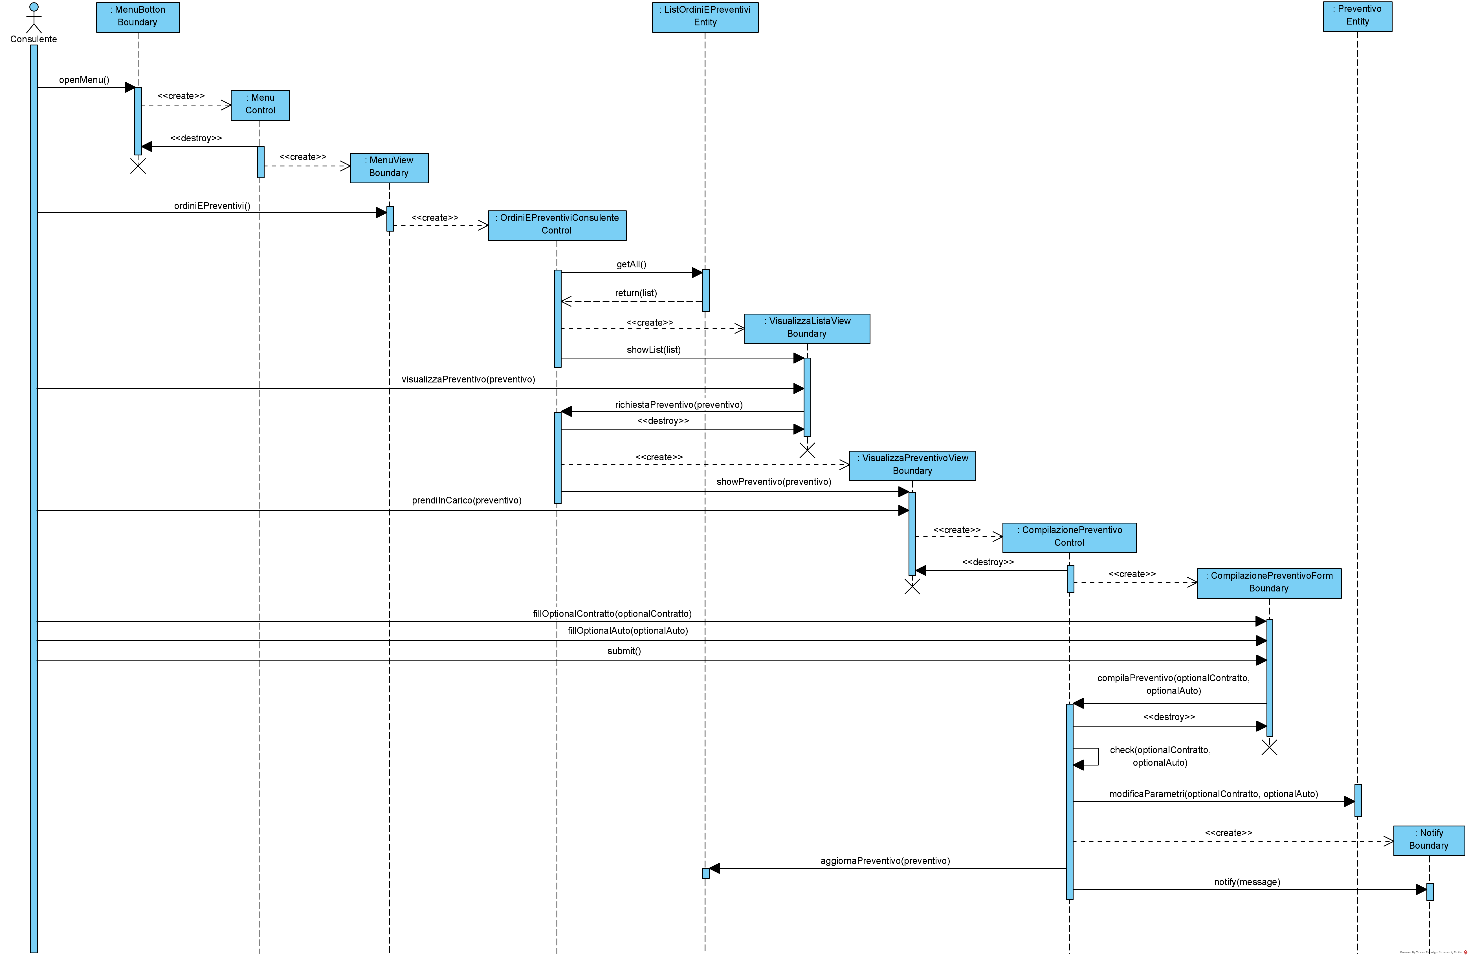 : MenuBotton
Boundary
: ListOrdiniEPreventivi
Entity
: Preventivo
Entity
Consulente
openMenu()
<<create>>
: Menu
Control
<<destroy>>
<<create>>
: MenuView
Boundary
ordiniEPreventivi()
<<create>>
: OrdiniEPreventiviConsulente
Control
getAll()
return(list)
<<create>>
: VisualizzaListaView
Boundary
showList(list)
visualizzaPreventivo(preventivo)
richiestaPreventivo(preventivo)
<<destroy>>
<<create>>
: VisualizzaPreventivoView
Boundary
showPreventivo(preventivo)
prendiInCarico(preventivo)
<<create>>
: CompilazionePreventivo
Control
<<destroy>>
<<create>>
: CompilazionePreventivoForm
Boundary
fillOptionalContratto(optionalContratto)
fillOptionalAuto(optionalAuto)
submit()
compilaPreventivo(optionalContratto,
optionalAuto)
<<destroy>>
check(optionalContratto,
optionalAuto)
modificaParametri(optionalContratto, optionalAuto)
<<create>>
: Notify
Boundary
aggiornaPreventivo(preventivo)
notify(message)